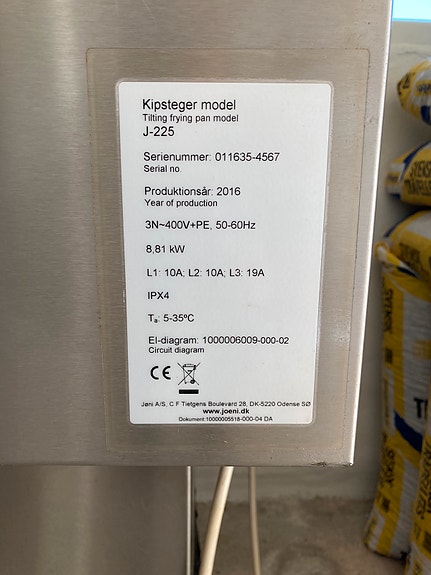 Kipsteger model
Tilting frying pan model
J-225
Serienummer: 011635-4567
Serial no.
Produktionsår: 2016
Year of production
3N~400V+PE, 50-60Hz
8,81 kW
L1: 10A; L2: 10A; L3: 19A
IPX4
Ta: 5-35ºC
El-diagram: 1000006009-000-02
Circuit diagram
CE
Jøni A/S, C F Tietgens Boulevard 28, DK-5220 Odense SØ
www.joeni.dk
Dokument:10000005518-000-04 DA